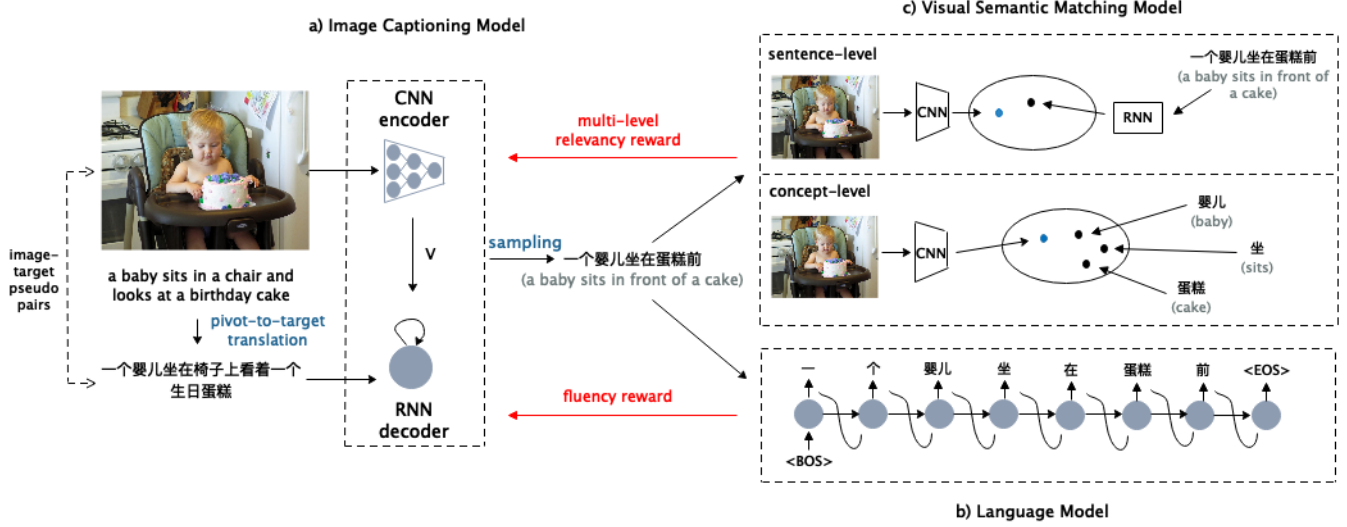 a) Image Captioning Model
CNN
encoder
V
RNN
decoder
image-
target
pseudo
pairs
a baby sits in a chair and
looks at a birthday cake
pivot-to-target
translation
一个婴儿坐在椅子上看着一个
生日蛋糕
sampling
一个婴儿坐在蛋糕前
(a baby sits in front of a cake)
multi-level
relevancy reward
fluency reward
c) Visual Semantic Matching Model
sentence-level
CNN
RNN
一个婴儿坐在蛋糕前
(a baby sits in front of
a cake)
concept-level
CNN
婴儿
(baby)
坐
(sits)
蛋糕
(cake)
一 个 婴儿 坐 在 蛋糕 前 <EOS>
<BOS>
b) Language Model